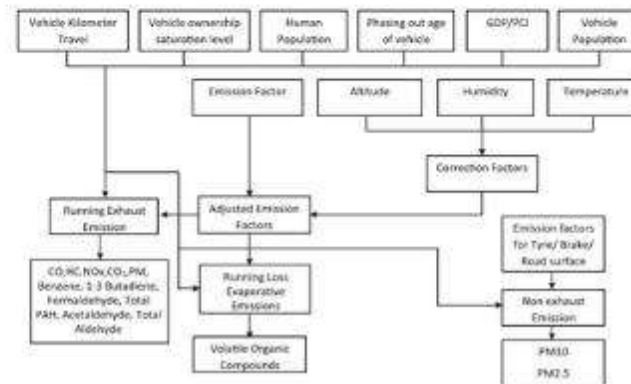 Vehicle Kilometer
Travel
Vehicle ownership
saturation level
Human
Population
Phasing out age
of vehicle
GDP/PCI
Vehicle
Population
Emission Factor
Altitude
Humidity
Temperature
Correction Factors
Running Exhaust
Emission
Adjusted Emission
Factors
Emission factors
for Tyre/ Brake/
Road surface
CO,HC,NOx,CO₂,PM,
Benzene, 1-3 Butadiene,
Formaldehyde, Total
PAH, Acetaldehyde, Total
Aldehyde
Running Loss
Evaporative
Emissions
Non exhaust
Emission
Volatile Organic
Compounds
PM10
PM2.5